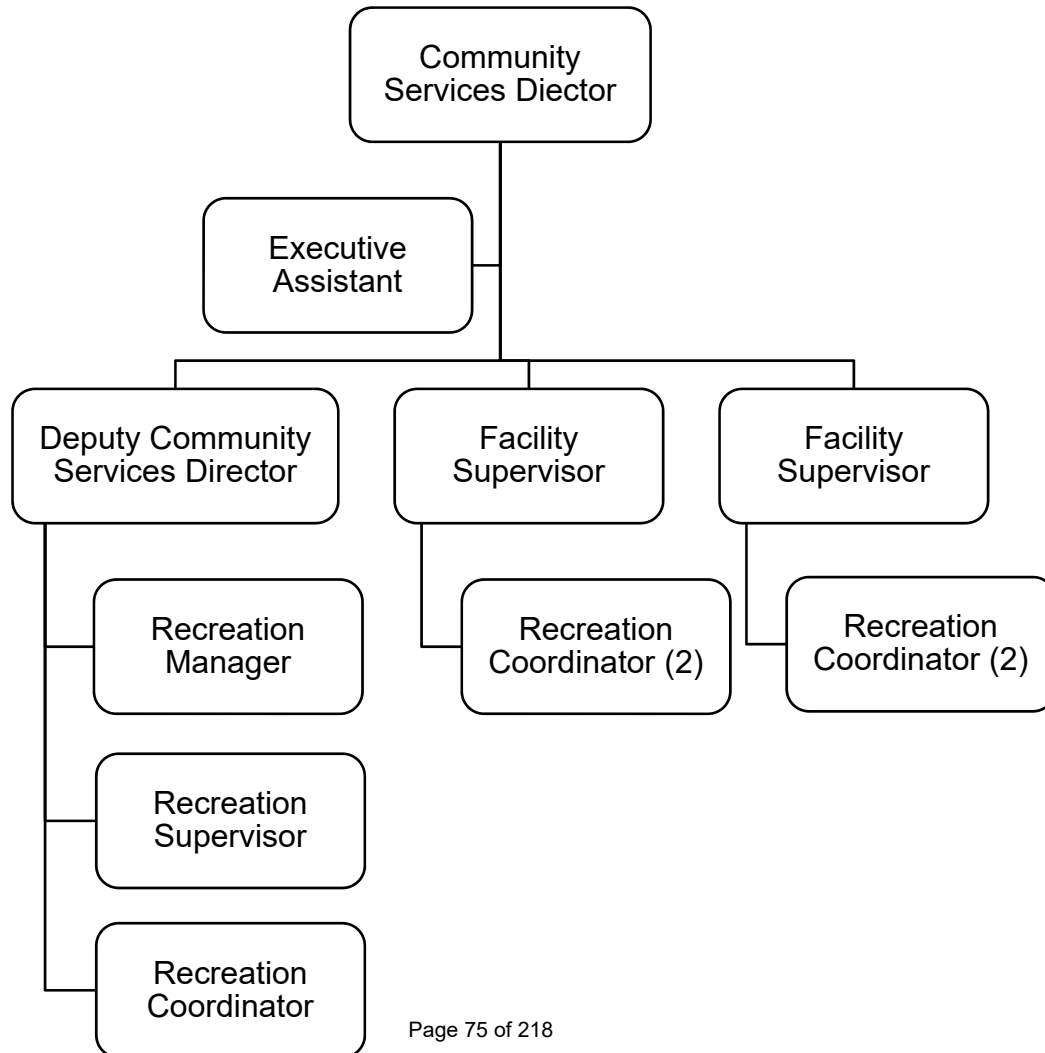 Community
Services Diector
Executive
Assistant
Deputy Community
Services Director
Facility
Supervisor
Facility
Supervisor
Recreation
Manager
Recreation
Coordinator (2)
Recreation
Coordinator (2)
Recreation
Supervisor
Recreation
Coordinator
Page 75 of 218